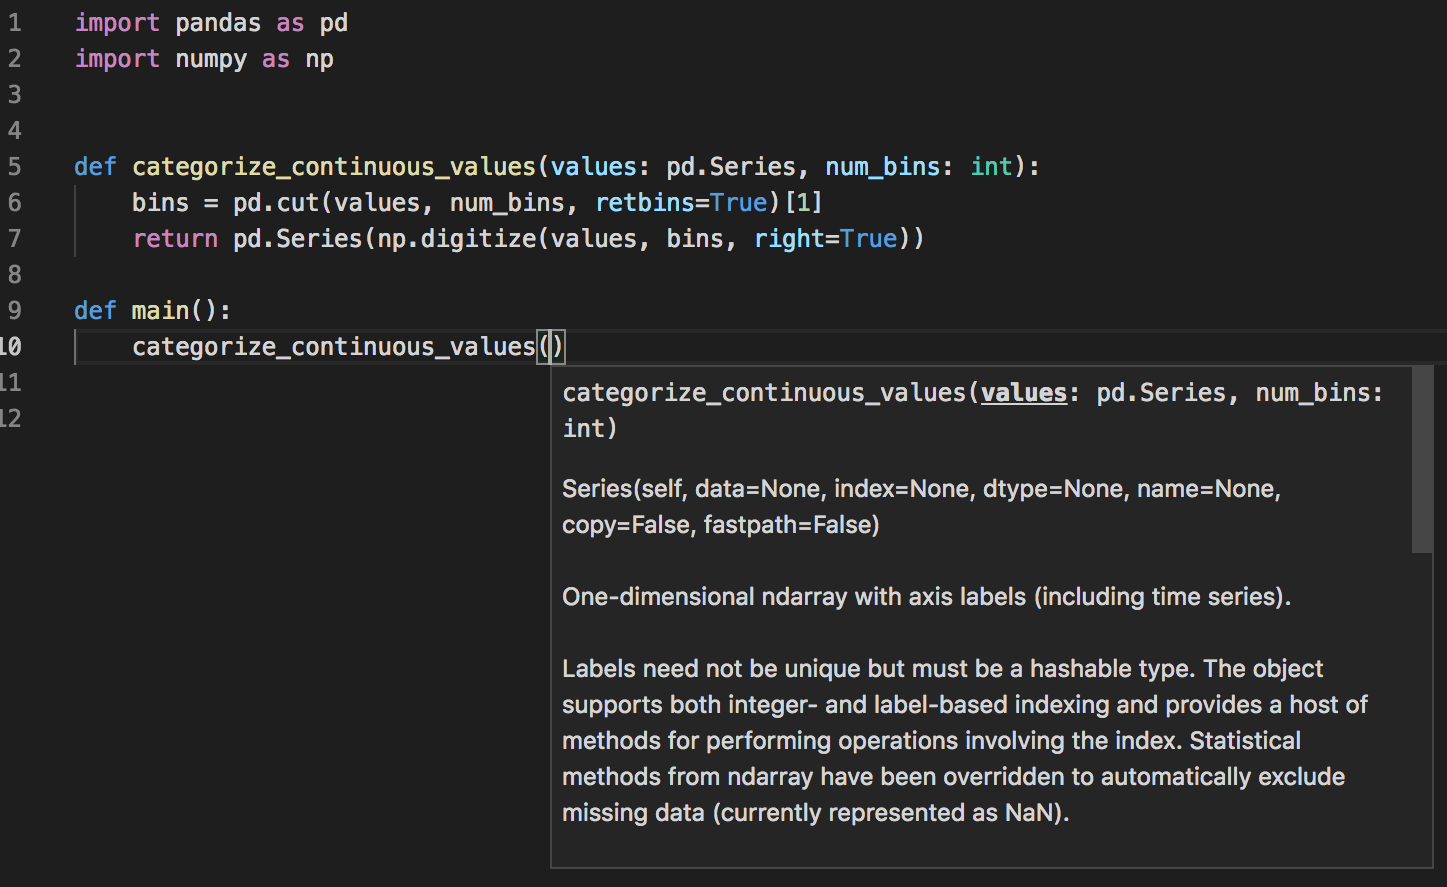 1 import pandas as pd
2 import numpy as np
3
4
5 def categorize_continuous_values(values: pd.Series, num_bins: int):
6     bins = pd.cut(values, num_bins, retbins=True)[1]
7     return pd.Series(np.digitize(values, bins, right=True))
8
9 def main():
10     categorize_continuous_values()
11
12
categorize_continuous_values(values: pd.Series, num_bins:
int)
Series(self, data=None, index=None, dtype=None, name=None,
copy=False, fastpath=False)
One-dimensional ndarray with axis labels (including time series).
Labels need not be unique but must be a hashable type. The object
supports both integer- and label-based indexing and provides a host of
methods for performing operations involving the index. Statistical
methods from ndarray have been overridden to automatically exclude
missing data (currently represented as NaN).